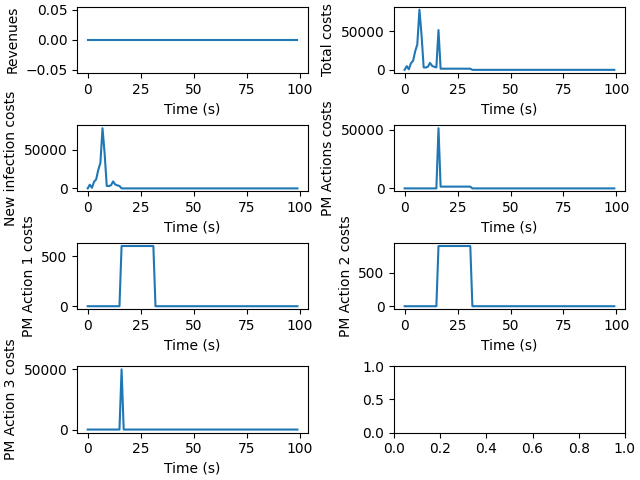 Revenues
0.05
0.00
−0.05
0 25 50 75 100
Time (s)
Total costs
50000
0
0 25 50 75 100
Time (s)
New infection costs
50000
0
0 25 50 75 100
Time (s)
PM Actions costs
50000
0
0 25 50 75 100
Time (s)
PM Action 1 costs
500
0
0 25 50 75 100
Time (s)
PM Action 2 costs
500
0
0 25 50 75 100
Time (s)
PM Action 3 costs
50000
0
0 25 50 75 100
Time (s)
1.0
0.5
0.0
0.0 0.2 0.4 0.6 0.8 1.0